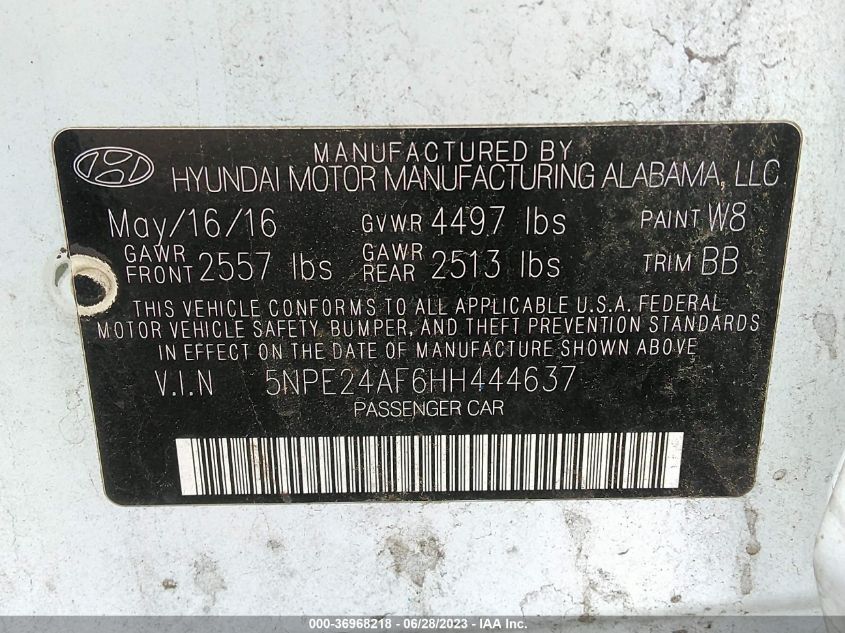 MANUFACTURED BY
HYUNDAI MOTOR MANUFACTURING ALABAMA, LLC
May/16/16 GVWR 4497 lbs PAINT W8
GAWR FRONT 2557 lbs GAWR REAR 2513 lbs TRIM BB
THIS VEHICLE CONFORMS TO ALL APPLICABLE U.S.A. FEDERAL
MOTOR VEHICLE SAFETY, BUMPER, AND THEFT PREVENTION STANDARDS
IN EFFECT ON THE DATE OF MANUFACTURE SHOWN ABOVE
V.I.N 5NPE24AF6HH444637
PASSENGER CAR
000-36968218 - 06/28/2023 - IAA Inc.